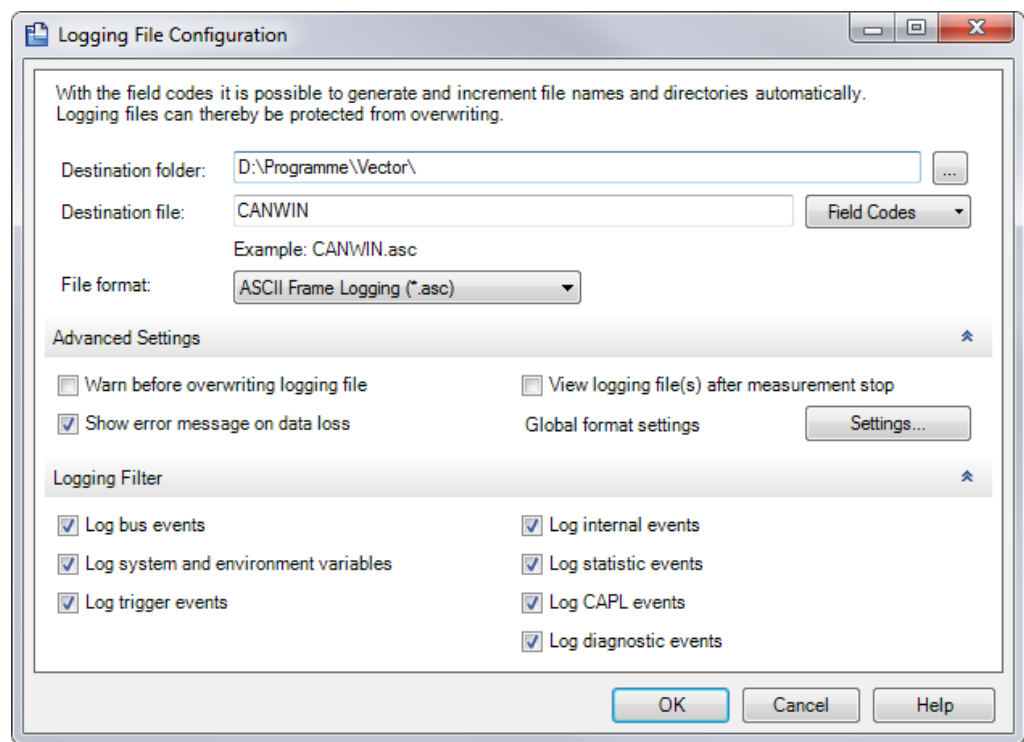 Logging File Configuration
With the field codes it is possible to generate and increment file names and directories automatically.
Logging files can thereby be protected from overwriting.
Destination folder: D:\Programme\Vector\ ...
Destination file: CANWIN Field Codes
Example: CANWIN.asc
File format: ASCII Frame Logging (*.asc)
Advanced Settings
Warn before overwriting logging file View logging file(s) after measurement stop
Show error message on data loss Global format settings Settings...
Logging Filter
Log bus events Log internal events
Log system and environment variables Log statistic events
Log trigger events Log CAPL events
Log diagnostic events
OK Cancel Help